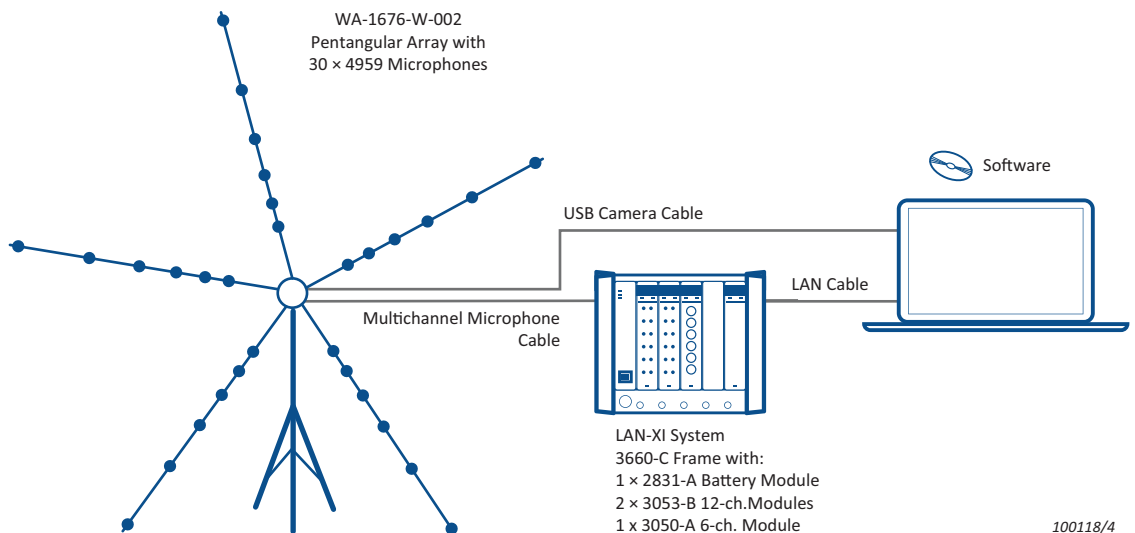 WA-1676-W-002
Pentangular Array with
30 × 4959 Microphones
Software
USB Camera Cable
LAN Cable
Multichannel Microphone
Cable
LAN-XI System
3660-C Frame with:
1 × 2831-A Battery Module
2 × 3053-B 12-ch.Modules
1 x 3050-A 6-ch. Module
100118/4